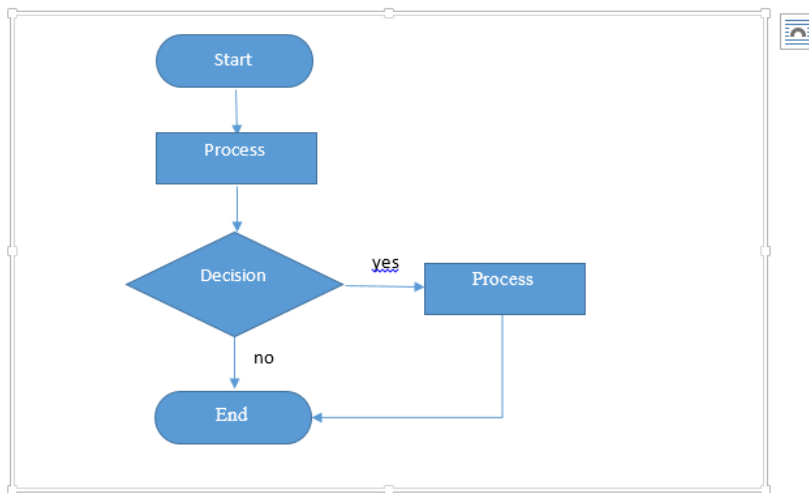 Start
Process
Decision
yes
Process
no
End